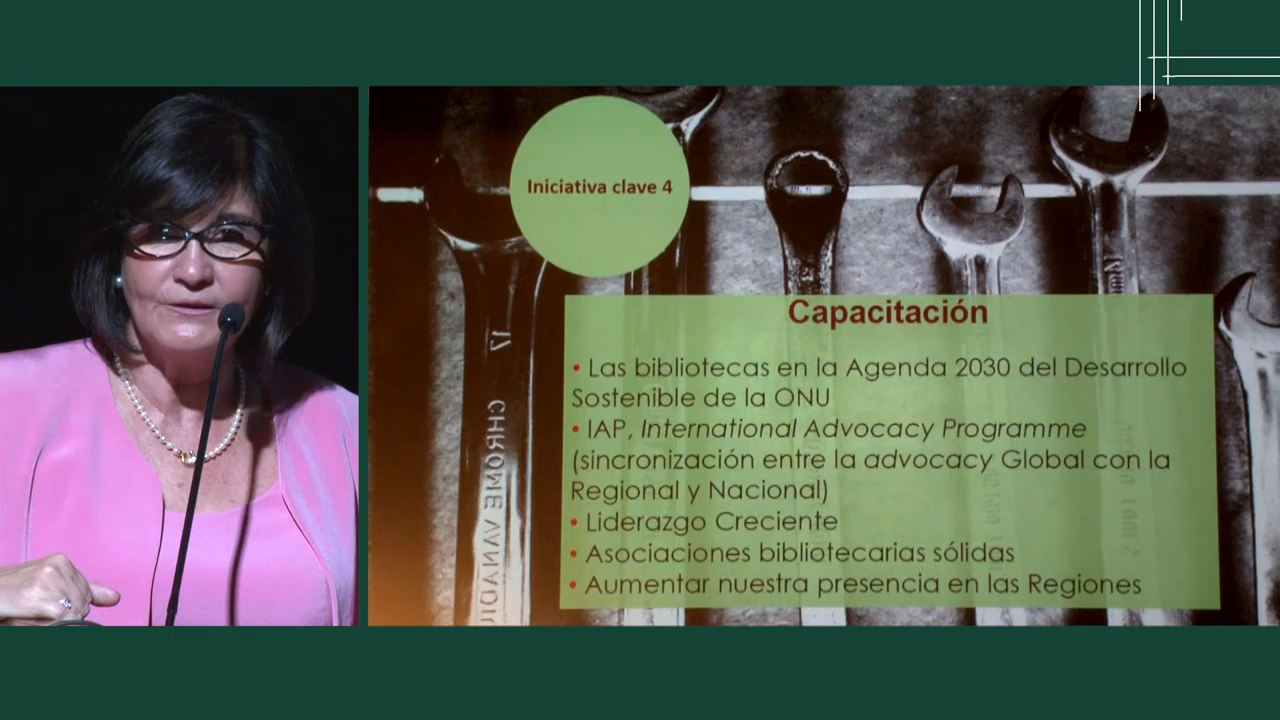 Iniciativa clave 4
Capacitación
• Las bibliotecas en la Agenda 2030 del Desarrollo
Sostenible de la ONU
• IAP, International Advocacy Programme
(sincronización entre la advocacy Global con la
Regional y Nacional)
• Liderazgo Creciente
• Asociaciones bibliotecarias sólidas
• Aumentar nuestra presencia en las Regiones
17